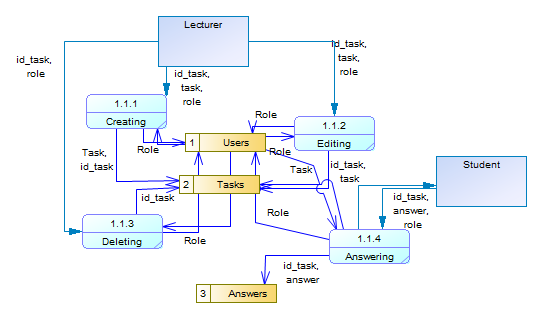 Lecturer
id_task,
task,
role
id_task,
role
id_task,
task,
role
1.1.1
Creating
Role
1.1.2
Editing
1
Users
Role
Role
Task,
id_task
Student
Task
id_task,
task
2
Tasks
id_task
id_task,
answer,
role
Role
1.1.3
Deleting
Role
1.1.4
Answering
id_task,
answer
3
Answers